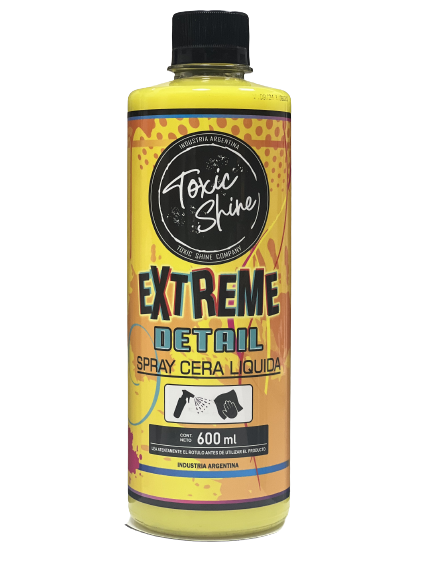 INDUSTRIA ARGENTINA
Toxic
Shine
TOXIC SHINE COMPANY
EXTREME
DETAIL
SPRAY CERA LIQUIDA
CONT.
NETO
600 ml
LEA ATENTAMENTE EL ROTULO ANTES DE UTILIZAR EL PRODUCTO
INDUSTRIA ARGENTINA